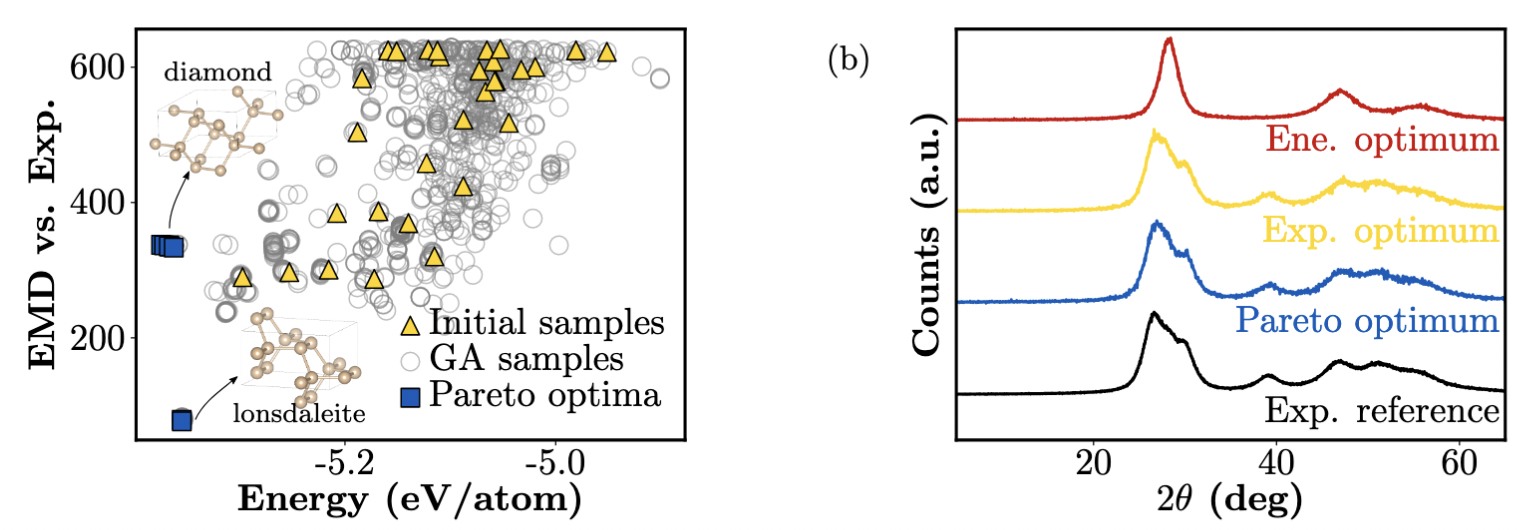 EMD vs. Exp.
600
400
200
diamond
lonsdaleite
Initial samples
GA samples
Pareto optima
-5.2
-5.0
Energy (eV/atom)
(b)
Counts (a.u.)
Ene. optimum
Exp. optimum
Pareto optimum
Exp. reference
20
40
60
2θ (deg)